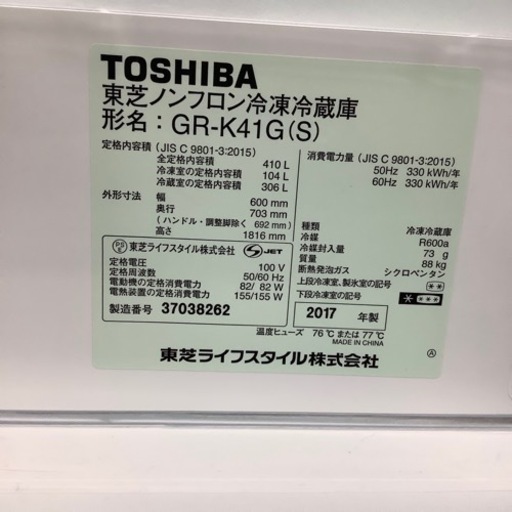 TOSHIBA
東芝ノンフロン冷凍冷蔵庫
形名：GR-K41G(S)
定格内容積（JIS C 9801-3:2015）
全定格内容積 410 L
冷凍室の定格内容積 104 L
冷蔵室の定格内容積 306 L
外形寸法 幅 600 mm
奥行 703 mm
（ハンドル・調整脚除く 692 mm）
高さ 1816 mm
消費電力量（JIS C 9801-3:2015）
50Hz 330 kWh/年
60Hz 330 kWh/年
種類 冷凍冷蔵庫
冷媒 R600a
冷媒封入量 73 g
質量 88 kg
断熱発泡ガス シクロペンタン
上段冷凍室、製氷室の記号
下段冷凍室の記号
PS E 東芝ライフスタイル株式会社 S JET
定格電圧 100 V
定格周波数 50/60 Hz
電動機の定格消費電力 82/ 82 W
電熱装置の定格消費電力 155/155 W
製造番号 37038262
2017 年製
温度ヒューズ 76℃ または 77℃
MADE IN CHINA
東芝ライフスタイル株式会社
A